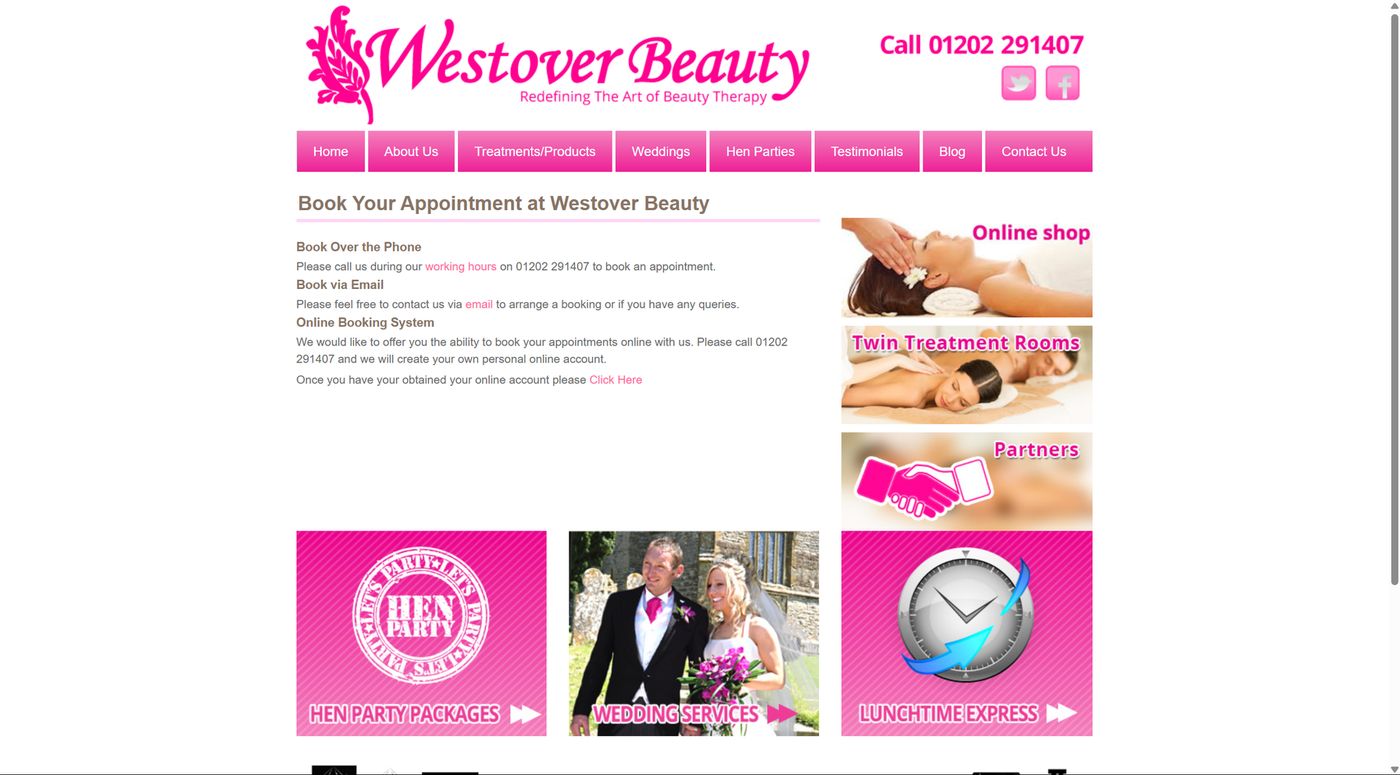 Westover Beauty
Redefining The Art of Beauty Therapy
Call 01202 291407
Home
About Us
Treatments/Products
Weddings
Hen Parties
Testimonials
Blog
Contact Us
Book Your Appointment at Westover Beauty
Book Over the Phone
Please call us during our working hours on 01202 291407 to book an appointment.
Book via Email
Please feel free to contact us via email to arrange a booking or if you have any queries.
Online Booking System
We would like to offer you the ability to book your appointments online with us. Please call 01202
291407 and we will create your own personal online account.
Once you have your obtained your online account please Click Here
Online shop
Twin Treatment Rooms
Partners
LET'S PARTY LET'S PARTY LET'S PARTY
HEN
PARTY
HEN PARTY PACKAGES
WEDDING SERVICES
LUNCHTIME EXPRESS